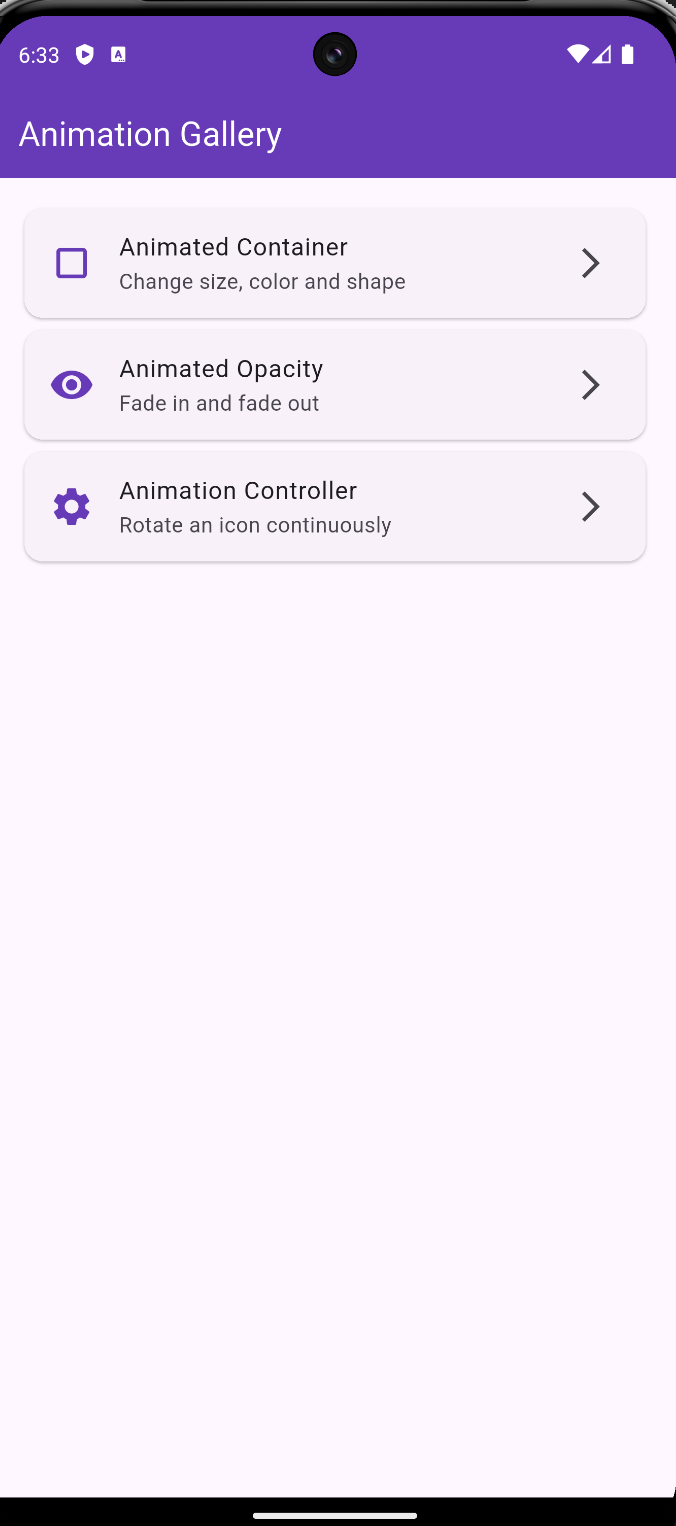 6:33
Animation Gallery
Animated Container
Change size, color and shape
Animated Opacity
Fade in and fade out
Animation Controller
Rotate an icon continuously